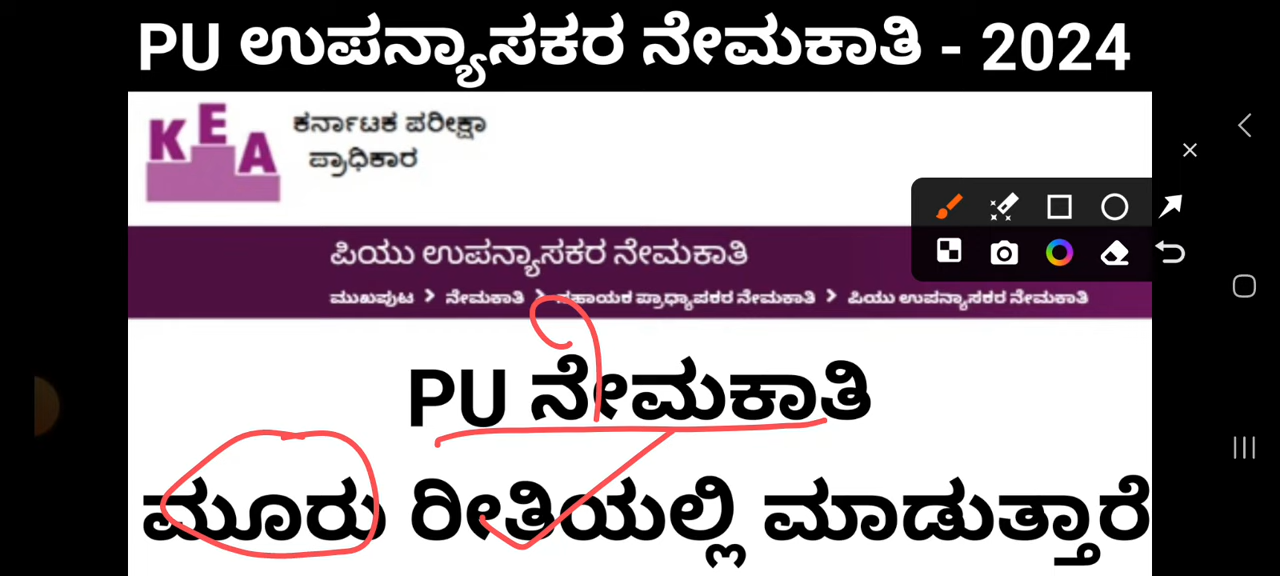 PU ಉಪನ್ಯಾಸಕರ ನೇಮಕಾತಿ - 2024
KEA
ಕರ್ನಾಟಕ ಪರೀಕ್ಷಾ
ಪ್ರಾಧಿಕಾರ
ಪಿಯು ಉಪನ್ಯಾಸಕರ ನೇಮಕಾತಿ
ಮುಖಪುಟ > ನೇಮಕಾತಿ > ಸಹಾಯಕ ಪ್ರಾಧ್ಯಾಪಕರ ನೇಮಕಾತಿ > ಪಿಯು ಉಪನ್ಯಾಸಕರ ನೇಮಕಾತಿ
PU ನೇಮಕಾತಿ
ಮೂರು ರೀತಿಯಲ್ಲಿ ಮಾಡುತ್ತಾರೆ